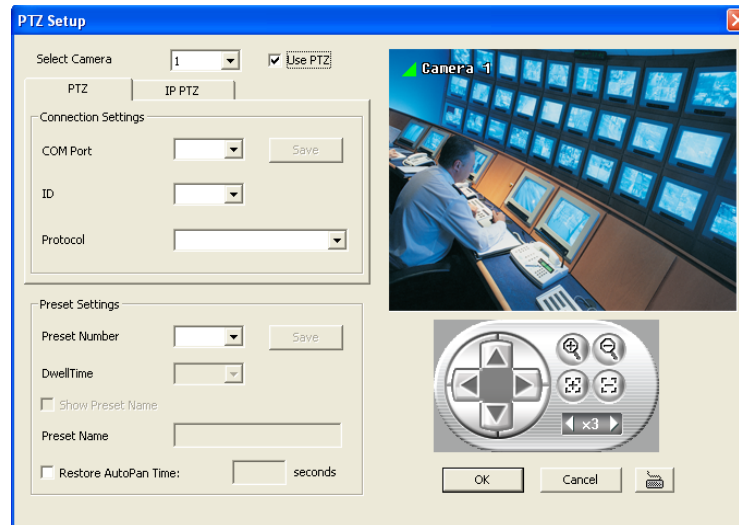 PTZ Setup
Select Camera 1 Use PTZ
PTZ IP PTZ
Connection Settings
COM Port Save
ID
Protocol
Preset Settings
Preset Number Save
DwellTime
Show Preset Name
Preset Name
Restore AutoPan Time: seconds
Camera 1
x3
OK Cancel